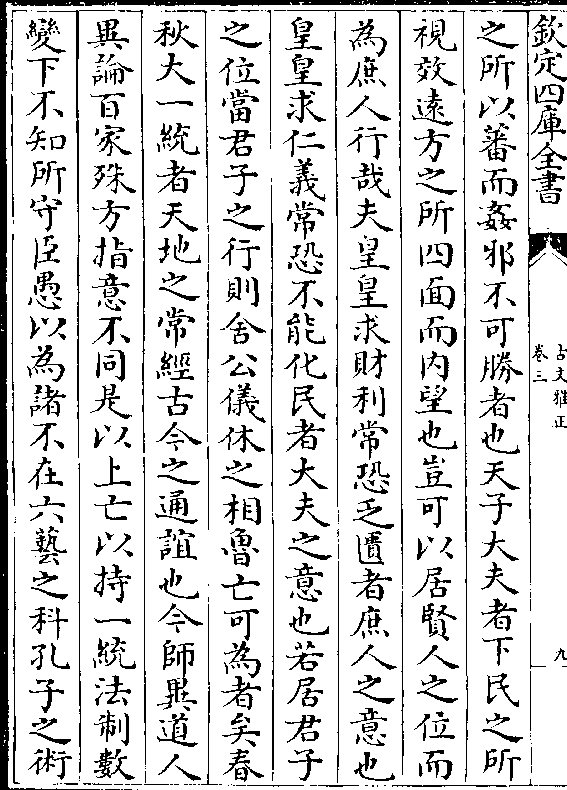 欽定四庫全書
古文雅正
卷三
九
之所以蕃而姦邪不可勝者也天子大夫者下民之所
視效遠方之所四面而内望也豈可以居賢人之位而
為庶人行哉夫皇皇求財利常恐乏匱者庶人之意也
皇皇求仁義常恐不能化民者大夫之意也若居君子
之位當君子之行則舍公儀休之相魯亡可為者矣春
秋大一統者天地之常經古今之通誼也今師異道人
異論百家殊方指意不同是以上亡以持一統法制數
變下不知所守臣愚以為諸不在六藝之科孔子之術